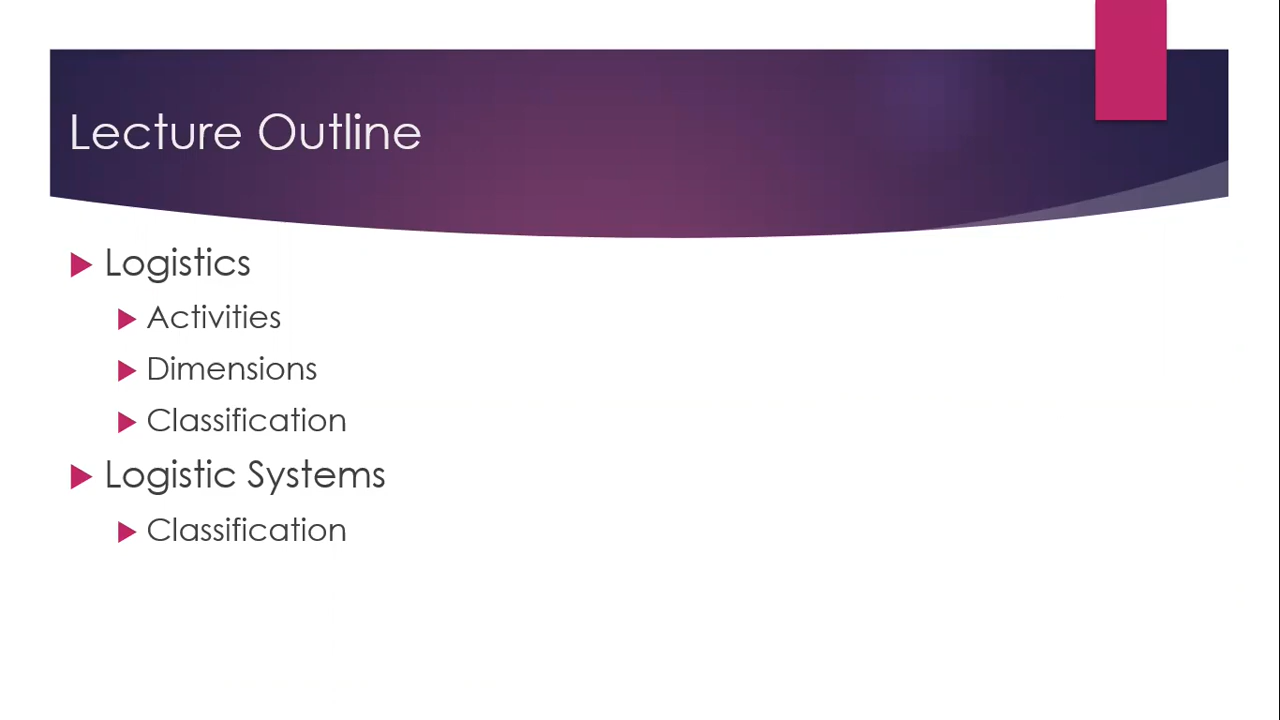 Lecture Outline
Logistics
Activities
Dimensions
Classification
Logistic Systems
Classification